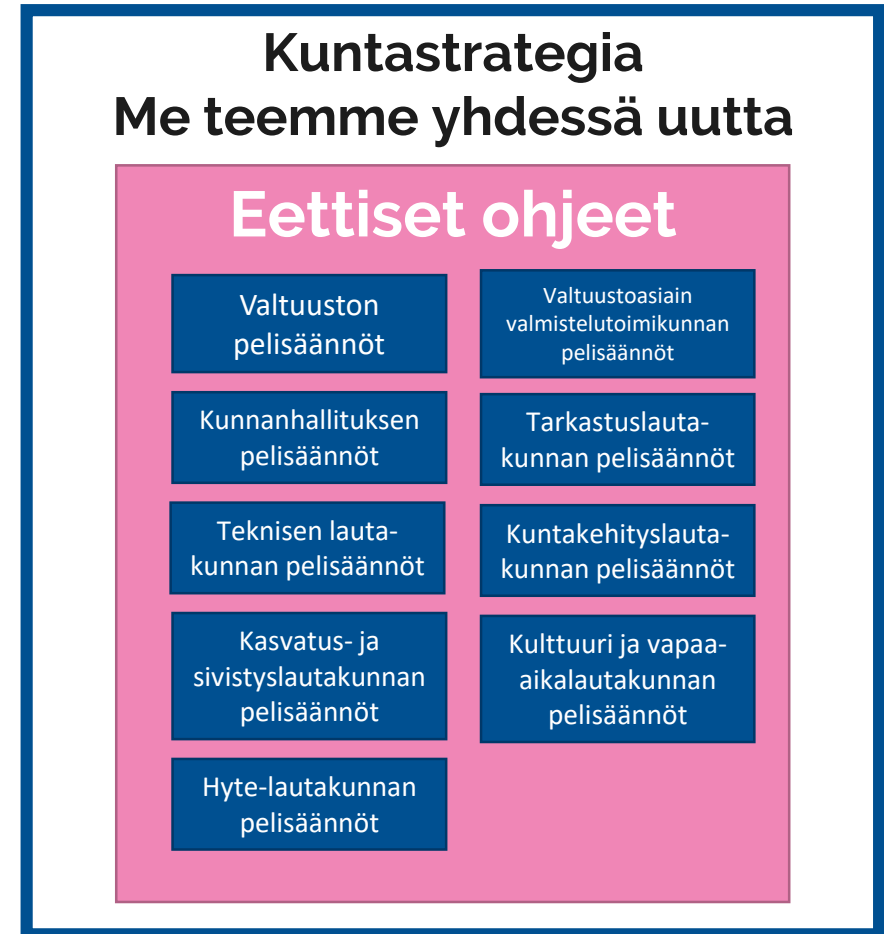 Kuntastrategia
Me teemme yhdessä uutta
Eettiset ohjeet
Valtuuston
pelisäännöt
Valtuustoasiain
valmistelutoimikunnan
pelisäännöt
Kunnanhallituksen
pelisäännöt
Tarkastuslauta-
kunnan pelisäännöt
Teknisen lauta-
kunnan pelisäännöt
Kuntakehityslauta-
kunnan pelisäännöt
Kasvatus- ja
sivistyslautakunnan
pelisäännöt
Kulttuuri ja vapaa-
aikalautakunnan
pelisäännöt
Hyte-lautakunnan
pelisäännöt